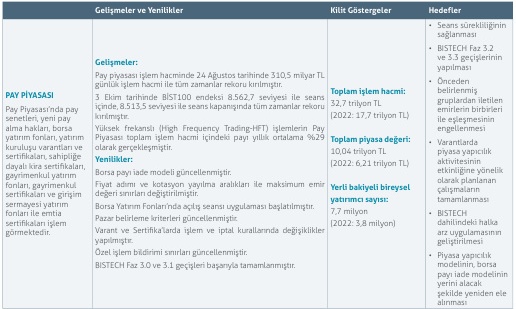 Gelişmeler ve Yenilikler
Kilit Göstergeler
Hedefler
PAY PİYASASI
Pay Piyasası'nda pay
senetleri, yeni pay
alma hakları, borsa
yatırım fonları, yatırım
kuruluşu varantları ve
sertifikaları, sahipliğe
dayalı kira sertifikaları,
gayrimenkul yatırım
fonları, gayrimenkul
sertifikaları ve girişim
sermayesi yatırım
fonları ile emtia
sertifikaları işlem
görmektedir.
Gelişmeler:
Pay piyasası işlem hacminde 24 Ağustos tarihinde 310,5 milyar TL
günlük işlem hacmi ile tüm zamanlar rekoru kırılmıştır.
3 Ekim tarihinde BİST100 endeksi 8.562,7 seviyesi ile seans
içinde, 8.513,5 seviyesi ile seans kapanışında tüm zamanlar rekoru
kırılmıştır.
Yüksek frekanslı (High Frequency Trading-HFT) işlemlerin Pay
Piyasası toplam işlem hacmi içindeki payı yıllık ortalama %29
olarak gerçekleşmiştir.
Yenilikler:
Borsa payı iade modeli güncellenmiştir.
Fiyat adımı ve kotasyon yayılma aralıkları ile maksimum emir
değeri sınırları değiştirilmiştir.
Borsa Yatırım Fonları'nda açılış seansı uygulaması başlatılmıştır.
Pazar belirleme kriterleri güncellenmiştir.
Varant ve Sertifika'larda işlem ve iptal kurallarında değişiklikler
yapılmıştır.
Özel işlem bildirimi sınırları güncellenmiştir.
BISTECH Faz 3.0 ve 3.1 geçişleri başarıyla tamamlanmıştır.
Toplam işlem hacmi:
32,7 trilyon TL
(2022: 17,7 trilyon TL)
Toplam piyasa değeri:
10,04 trilyon TL
(2022: 6,21 trilyon TL)
Yerli bakiyeli bireysel
yatırımcı sayısı:
7,7 milyon
(2022: 3,8 milyon)
• Seans sürekliliğinin
sağlanması
• BISTECH Faz 3.2
ve 3.3 geçişlerinin
yapılması
• Önceden
belirlenmiş
gruplardan iletilen
emirlerin birbirleri
ile eşleşmesinin
engellenmesi
• Varantlarda
piyasa yapıcılık
aktivitesinin
etkinliğine yönelik
olarak planlanan
çalışmaların
tamamlanması
• BISTECH
dahilindeki halka
arz uygulamasının
geliştirilmesi
• Piyasa yapıcılık
modelinin, borsa
payı iade modelinin
yerini alacak
şekilde yeniden ele
alınması